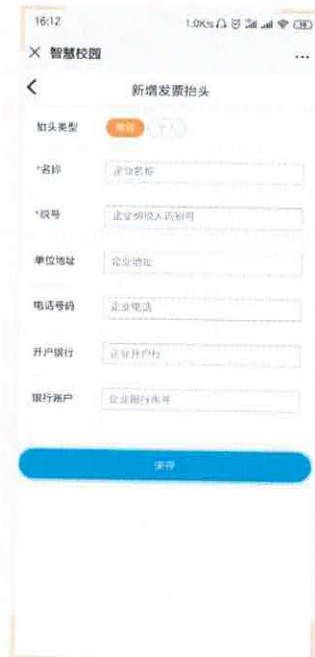 16:12 1.0K/s
智慧校园 ...
新增发票抬头
抬头类型 单位 个人
*名称 企业名称
*税号 企业纳税人识别号
单位地址 企业地址
电话号码 企业电话
开户银行 企业开户行
银行账户 企业银行账号
保存